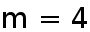 m = 4